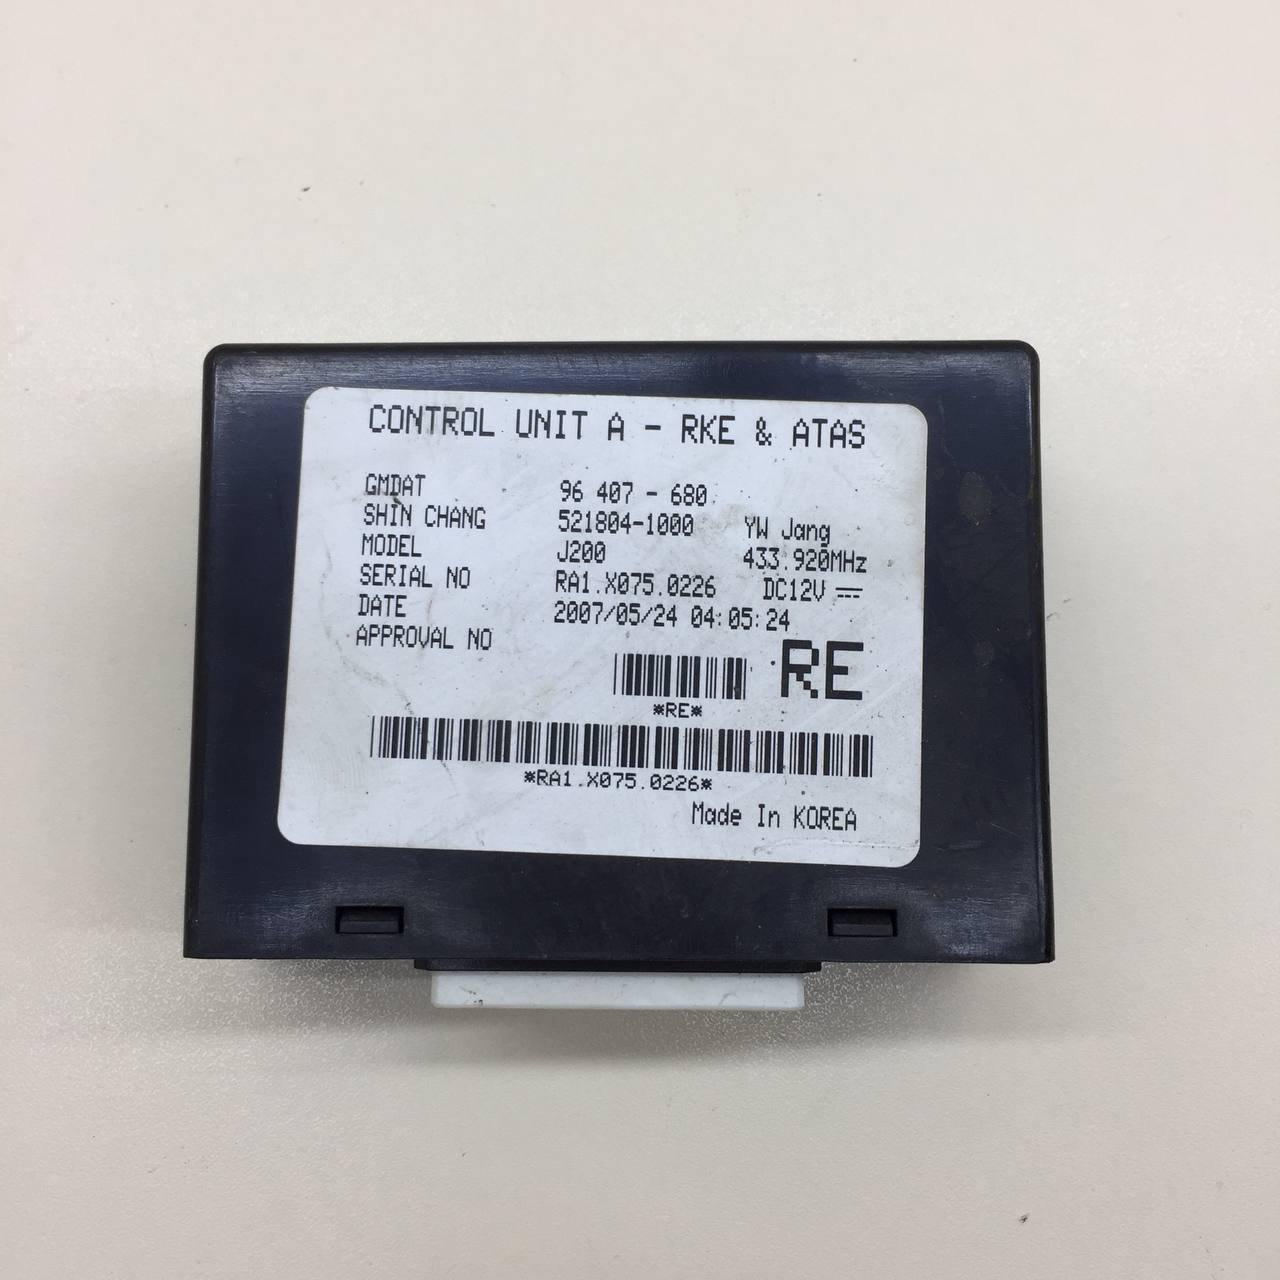 CONTROL UNIT A - RKE & ATAS
GMDAT 96 407 - 680
SHIN CHANG 521804-1000 YW Jang
MODEL J200 433.920MHz
SERIAL NO RA1.X075.0226 DC12V ⎓
DATE 2007/05/24 04:05:24
APPROVAL NO
RE
*RE*
*RA1.X075.0226*
Made In KOREA